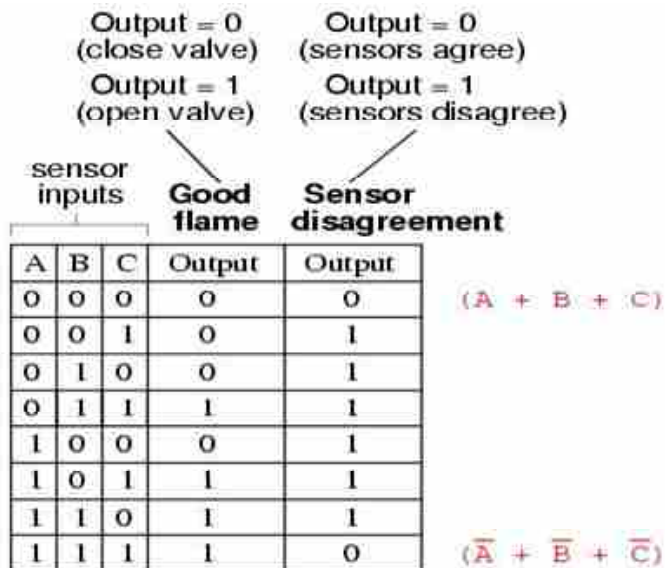 Output = 0 Output = 0
(close valve) (sensors agree)
Output = 1 Output = 1
(open valve) (sensors disagree)
sensor
inputs Good Sensor
flame disagreement
A B C Output Output
0 0 0 0 0 (A + B + C)
0 0 1 0 1
0 1 0 0 1
0 1 1 1 1
1 0 0 0 1
1 0 1 1 1
1 1 0 1 1
1 1 1 1 0 (A̅ + B̅ + C̅)